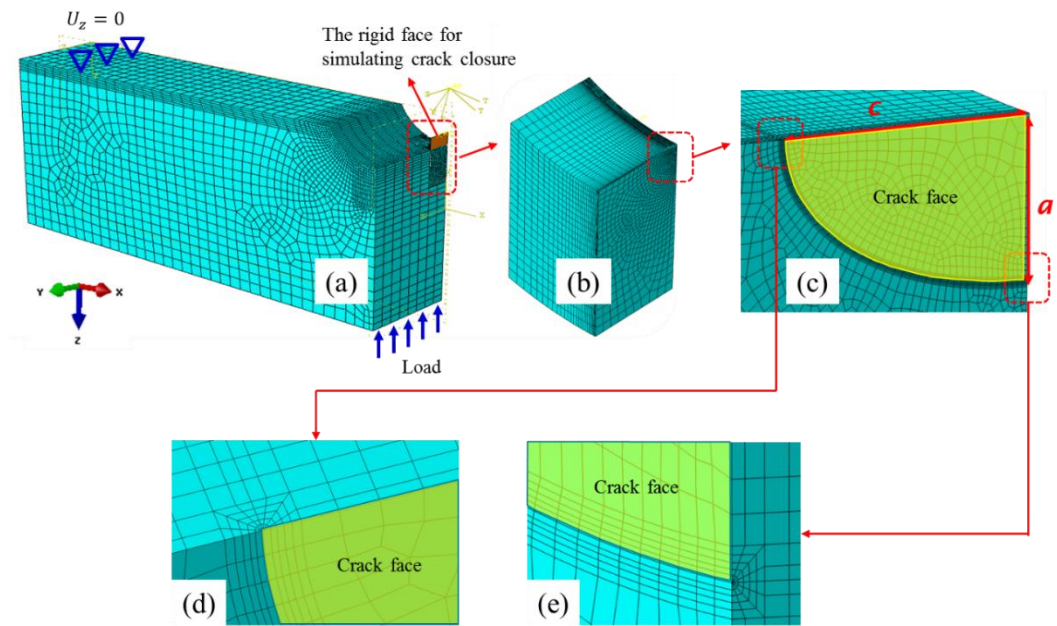 U_z = 0
The rigid face for
simulating crack closure
(a)
Load
Y
X
Z
(b)
c
Crack face
a
(c)
Crack face
(d)
Crack face
(e)